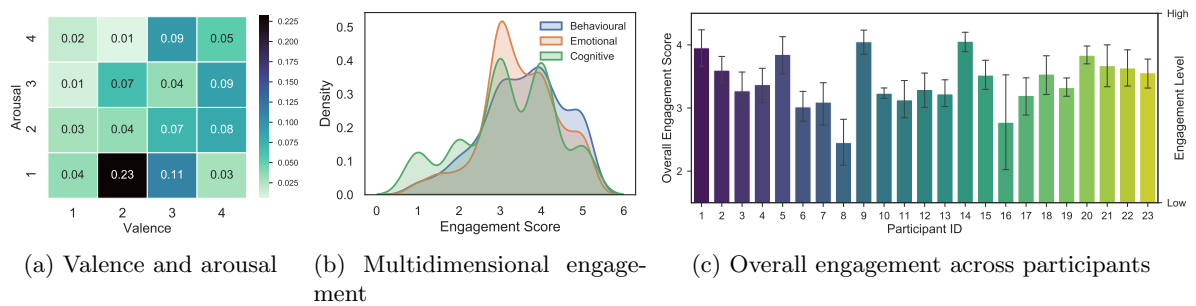 4
3
2
1
Arousal
0.02 0.01 0.09 0.05
0.01 0.07 0.04 0.09
0.03 0.04 0.07 0.08
0.04 0.23 0.11 0.03
1 2 3 4
Valence
0.225
0.200
0.175
0.150
0.125
0.100
0.075
0.050
0.025
(a) Valence and arousal
0.5
0.4
0.3
0.2
0.1
0.0
Density
Behavioural
Emotional
Cognitive
0 1 2 3 4 5 6
Engagement Score
(b) Multidimensional engage-
ment
4
3
2
Overall Engagement Score
High
Engagement Level
Low
1 2 3 4 5 6 7 8 9 10 11 12 13 14 15 16 17 18 19 20 21 22 23
Participant ID
(c) Overall engagement across participants